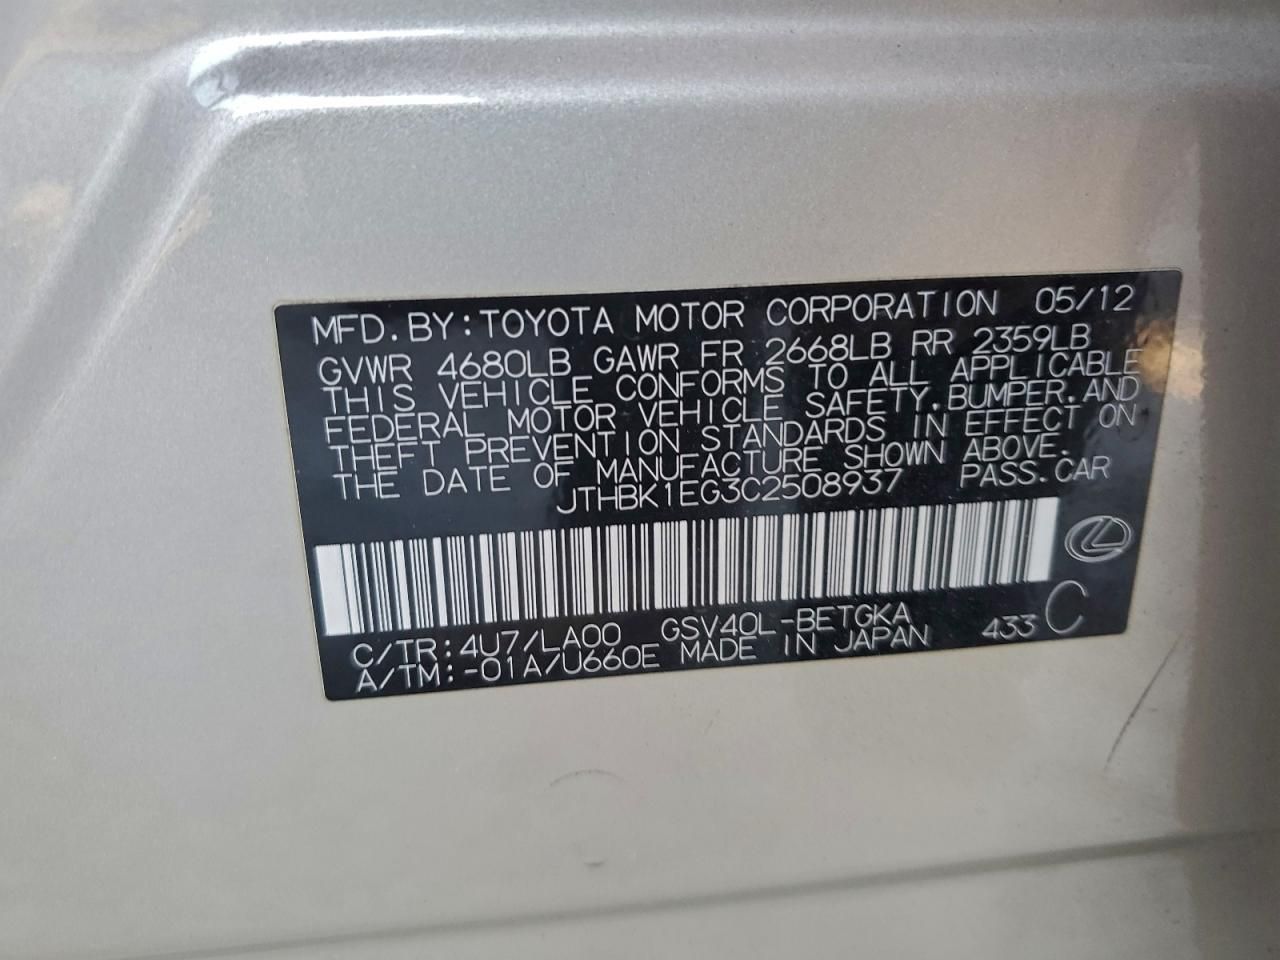 MFD. BY: TOYOTA MOTOR CORPORATION 05/12
GVWR 4680LB GAWR FR 2668LB RR 2359LB
THIS VEHICLE CONFORMS TO ALL APPLICABLE
FEDERAL MOTOR VEHICLE SAFETY, BUMPER, AND
THEFT PREVENTION STANDARDS IN EFFECT ON
THE DATE OF MANUFACTURE SHOWN ABOVE.
JTHBK1EG3C2508937 PASS. CAR
C/TR: 4U7/LA00 GSV40L-BETGKA
A/TM: -01A/U660E MADE IN JAPAN 433 C